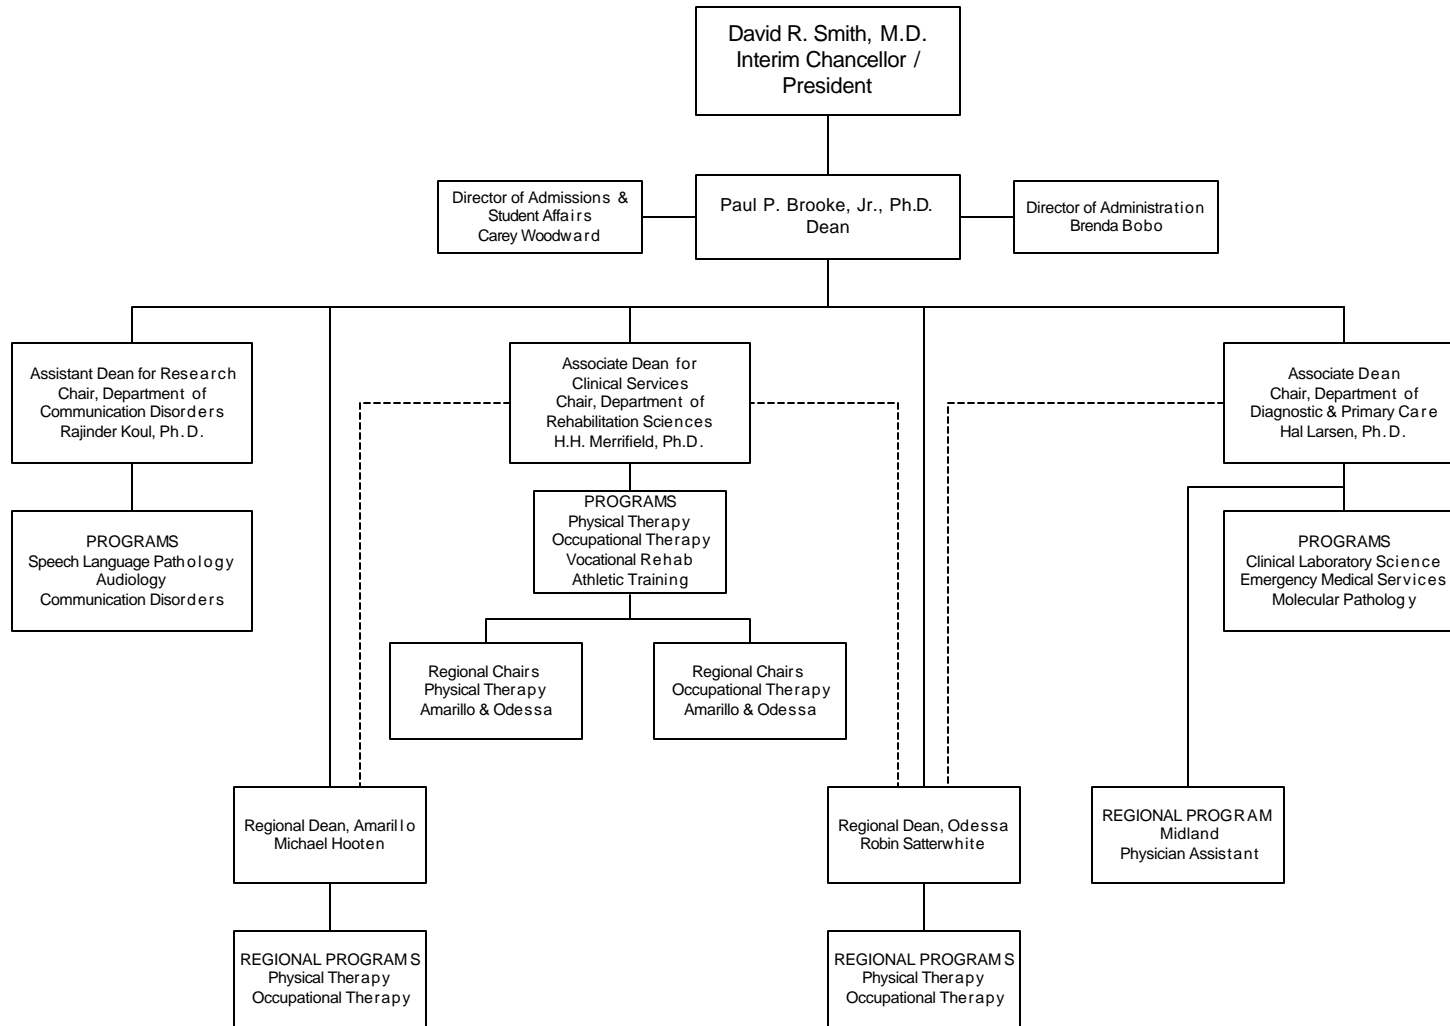 David R. Smith, M.D.
Interim Chancellor /
President
Director of Admissions &
Student Affairs
Carey Woodward
Paul P. Brooke, Jr., Ph.D.
Dean
Director of Administration
Brenda Bobo
Assistant Dean for Research
Chair, Department of
Communication Disorders
Rajinder Koul, Ph.D.
Associate Dean for
Clinical Services
Chair, Department of
Rehabilitation Sciences
H.H. Merrifield, Ph.D.
Associate Dean
Chair, Department of
Diagnostic & Primary Care
Hal Larsen, Ph.D.
PROGRAMS
Speech Language Pathology
Audiology
Communication Disorders
PROGRAMS
Physical Therapy
Occupational Therapy
Vocational Rehab
Athletic Training
PROGRAMS
Clinical Laboratory Science
Emergency Medical Services
Molecular Pathology
Regional Chairs
Physical Therapy
Amarillo & Odessa
Regional Chairs
Occupational Therapy
Amarillo & Odessa
Regional Dean, Amarillo
Michael Hooten
Regional Dean, Odessa
Robin Satterwhite
REGIONAL PROGRAM
Midland
Physician Assistant
REGIONAL PROGRAMS
Physical Therapy
Occupational Therapy
REGIONAL PROGRAMS
Physical Therapy
Occupational Therapy